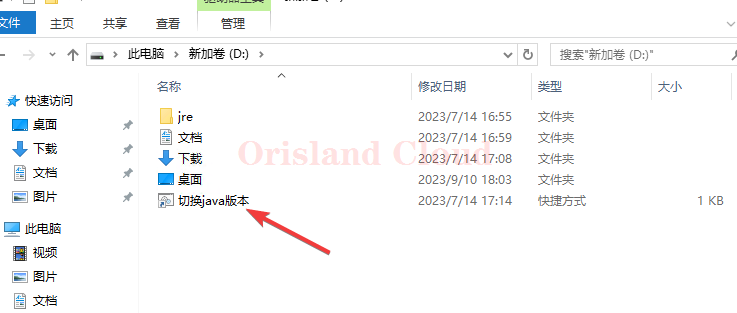 文件 主页 共享 查看 管理
此电脑 新加卷 (D:) 搜索"新加卷 (D:)"
名称 修改日期 类型 大小
快速访问
桌面
下载
文档
图片
此电脑
视频
图片
文档
jre 2023/7/14 16:55 文件夹
文档 2023/7/14 16:59 文件夹
下载 2023/7/14 17:08 文件夹
桌面 2023/9/10 18:03 文件夹
切换java版本 2023/7/14 17:14 快捷方式 1 KB
Orisland Cloud